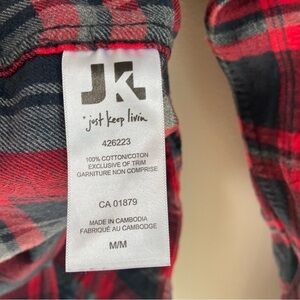 JKL
just keep livin
426223
100% COTTON/COTON
EXCLUSIVE OF TRIM
GARNITURE NON COMPRISE
CA 01879
MADE IN CAMBODIA
FABRIQUÉ AU CAMBODGE
M/M